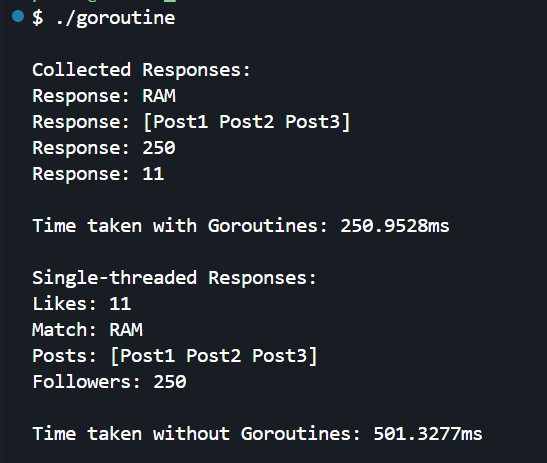 $ ./goroutine
Collected Responses:
Response: RAM
Response: [Post1 Post2 Post3]
Response: 250
Response: 11
Time taken with Goroutines: 250.9528ms
Single-threaded Responses:
Likes: 11
Match: RAM
Posts: [Post1 Post2 Post3]
Followers: 250
Time taken without Goroutines: 501.3277ms